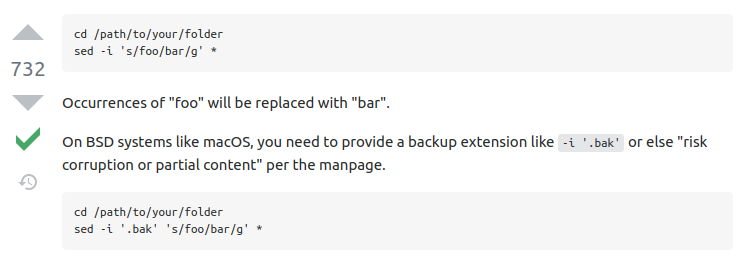 cd /path/to/your/folder
sed -i 's/foo/bar/g' *
732
Occurrences of "foo" will be replaced with "bar".
On BSD systems like macOS, you need to provide a backup extension like -i '.bak' or else "risk
corruption or partial content" per the manpage.
cd /path/to/your/folder
sed -i '.bak' 's/foo/bar/g' *